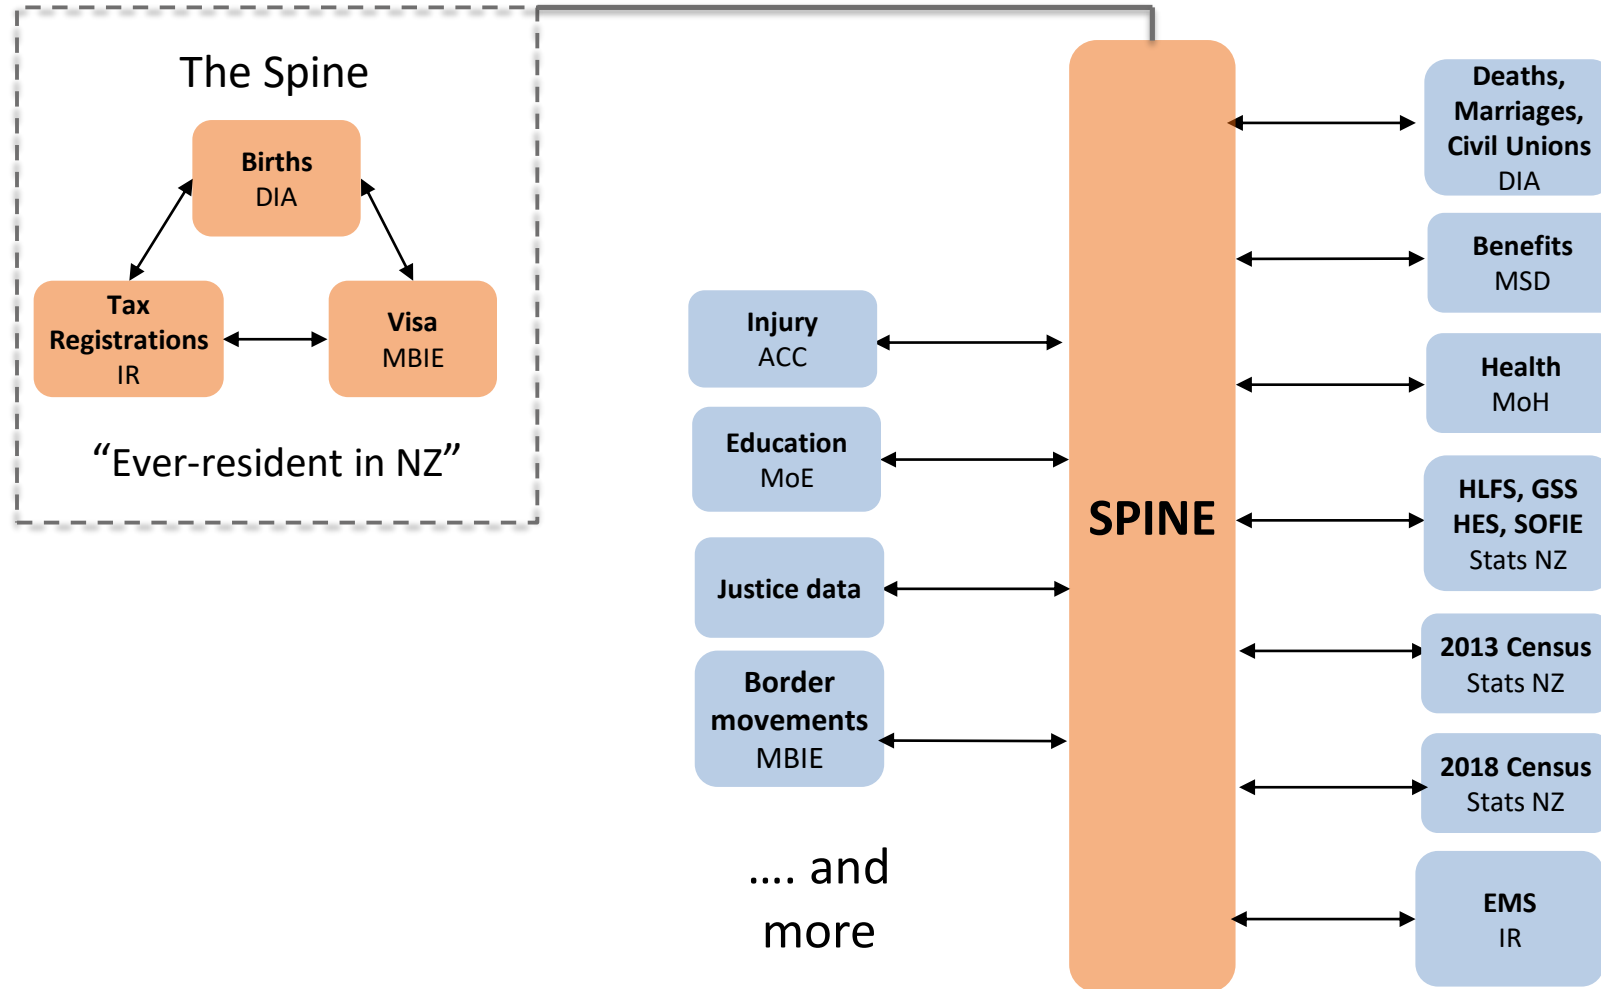 The Spine
Births
DIA
Tax
Registrations
IR
Visa
MBIE
“Ever-resident in NZ”
Injury
ACC
Education
MoE
Justice data
Border
movements
MBIE
.... and
more
SPINE
Deaths,
Marriages,
Civil Unions
DIA
Benefits
MSD
Health
MoH
HLFS, GSS
HES, SOFIE
Stats NZ
2013 Census
Stats NZ
2018 Census
Stats NZ
EMS
IR